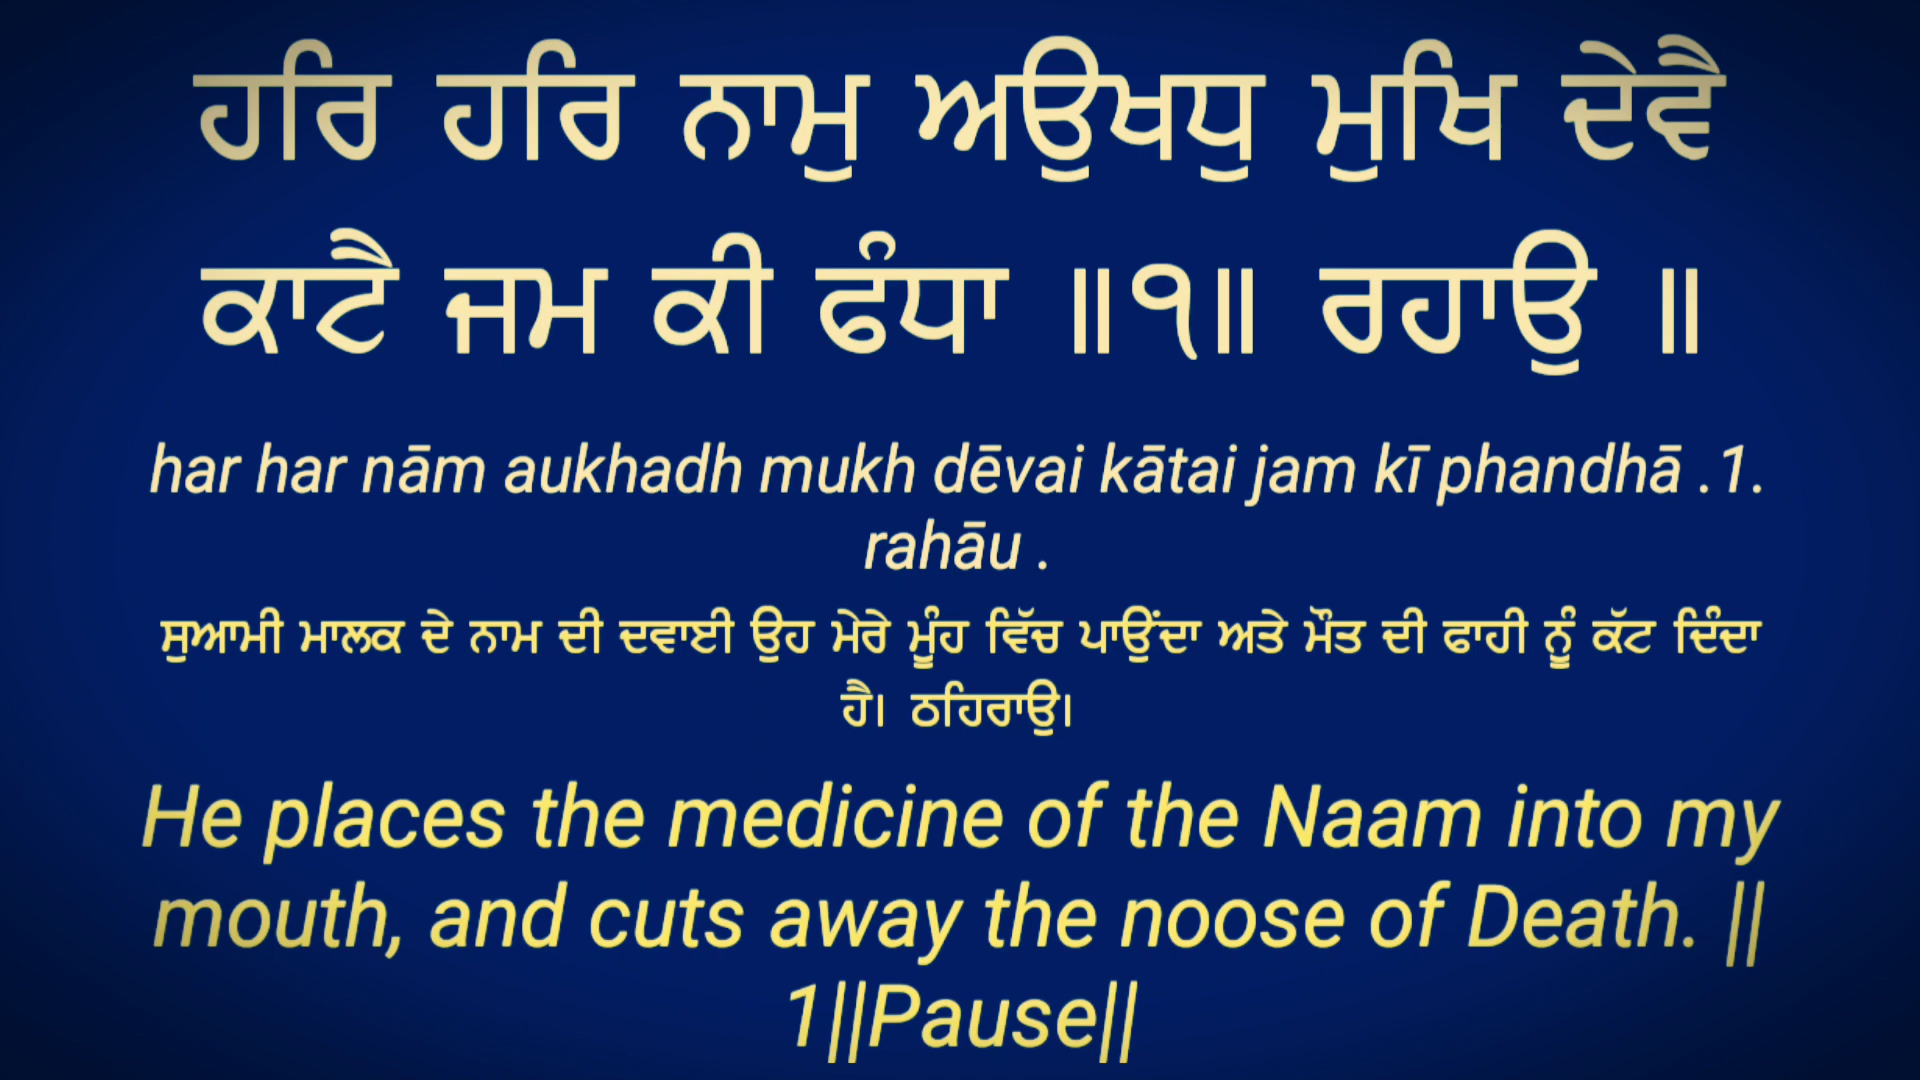 ਹਰਿ ਹਰਿ ਨਾਮੁ ਅਉਖਧੁ ਮੁਖਿ ਦੇਵੈ
ਕਾਟੈ ਜਮ ਕੀ ਫੰਧਾ ॥੧॥ ਰਹਾਉ ॥
har har nām aukhadh mukh dēvai kātai jam kī phandhā .1.
rahāu .
ਸੁਆਮੀ ਮਾਲਕ ਦੇ ਨਾਮ ਦੀ ਦਵਾਈ ਉਹ ਮੇਰੇ ਮੂੰਹ ਵਿੱਚ ਪਾਉਂਦਾ ਅਤੇ ਮੌਤ ਦੀ ਫਾਹੀ ਨੂੰ ਕੱਟ ਦਿੰਦਾ
ਹੈ। ਠਹਿਰਾਉ।
He places the medicine of the Naam into my
mouth, and cuts away the noose of Death. ||
1||Pause||